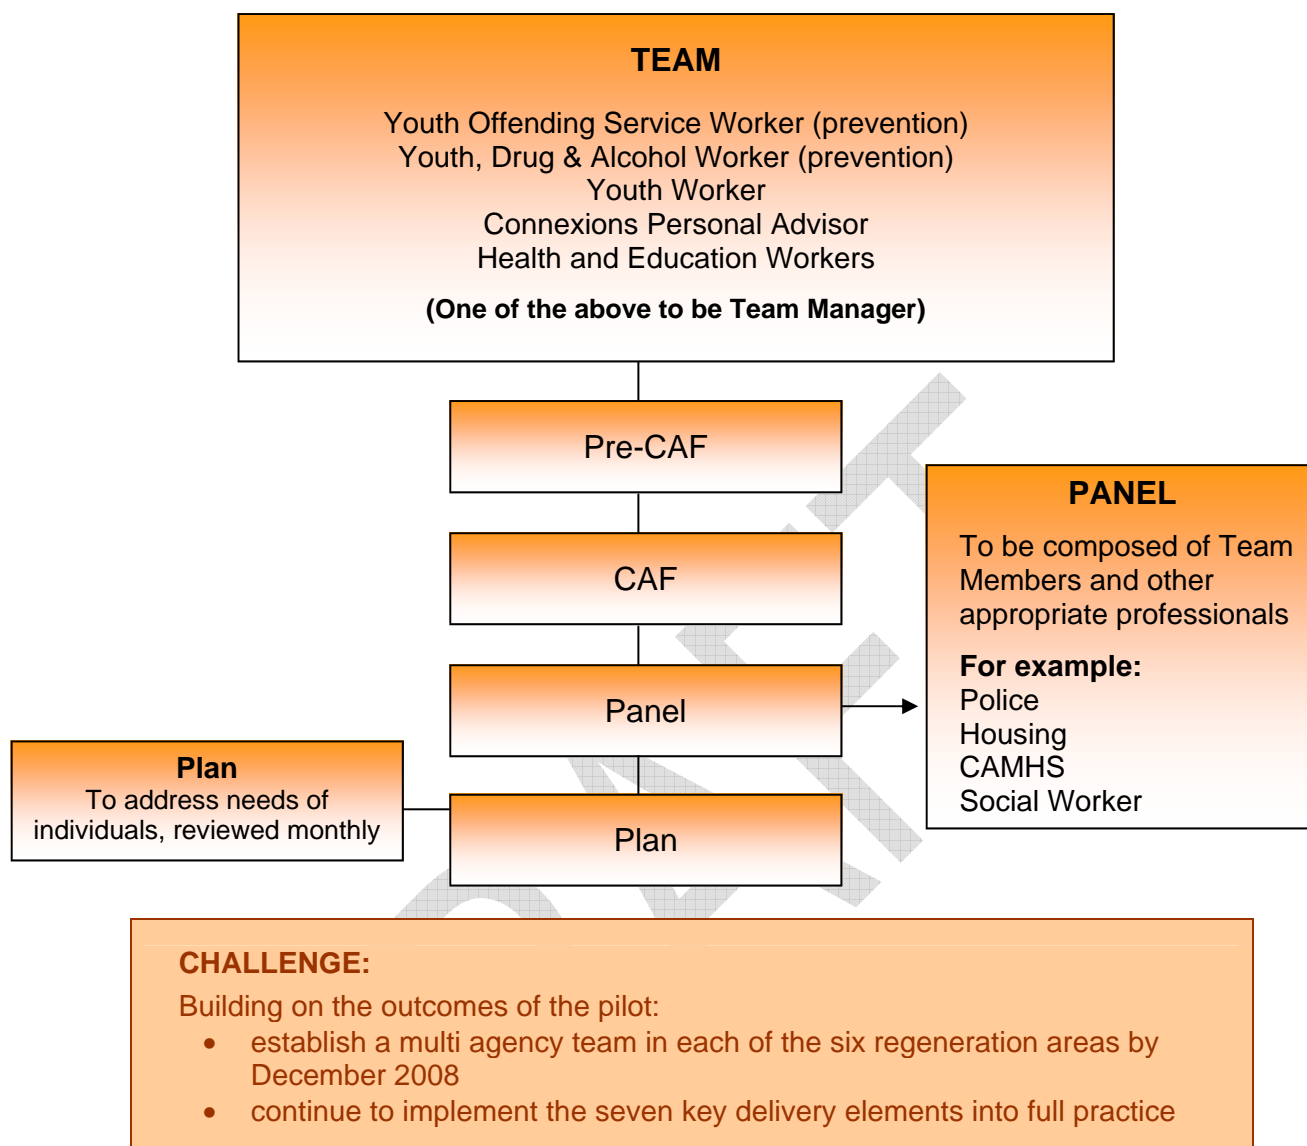 TEAM
Youth Offending Service Worker (prevention)
Youth, Drug & Alcohol Worker (prevention)
Youth Worker
Connexions Personal Advisor
Health and Education Workers
(One of the above to be Team Manager)
Pre-CAF
CAF
Panel
PANEL
To be composed of Team
Members and other
appropriate professionals
For example:
Police
Housing
CAMHS
Social Worker
Plan
To address needs of
individuals, reviewed monthly
Plan
DRAFT
CHALLENGE:
Building on the outcomes of the pilot:
• establish a multi agency team in each of the six regeneration areas by
December 2008
• continue to implement the seven key delivery elements into full practice